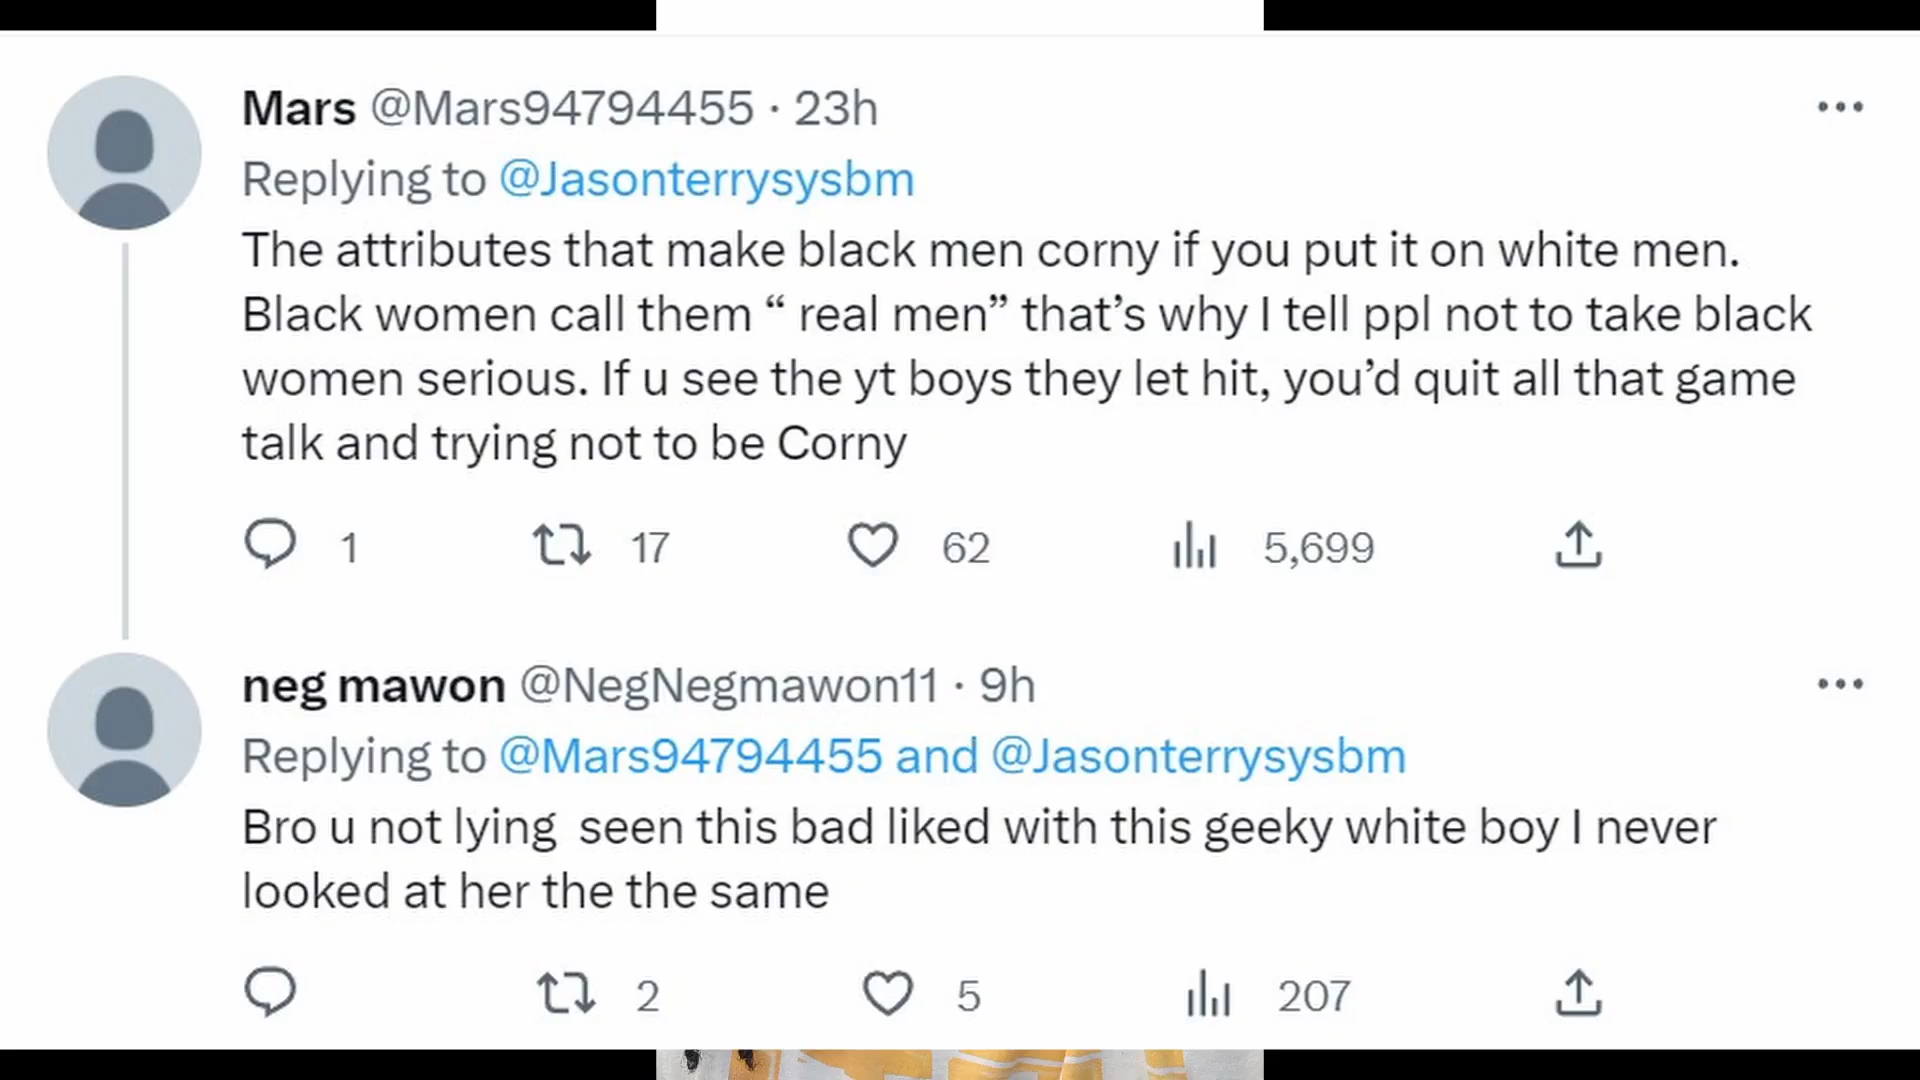 Mars @Mars94794455 · 23h
Replying to @Jasonterrysysbm
The attributes that make black men corny if you put it on white men.
Black women call them “ real men” that’s why I tell ppl not to take black
women serious. If u see the yt boys they let hit, you’d quit all that game
talk and trying not to be Corny
1 17 62 5,699
neg mawon @NegNegmawon11 · 9h
Replying to @Mars94794455 and @Jasonterrysysbm
Bro u not lying  seen this bad liked with this geeky white boy I never
looked at her the the same
2 5 207